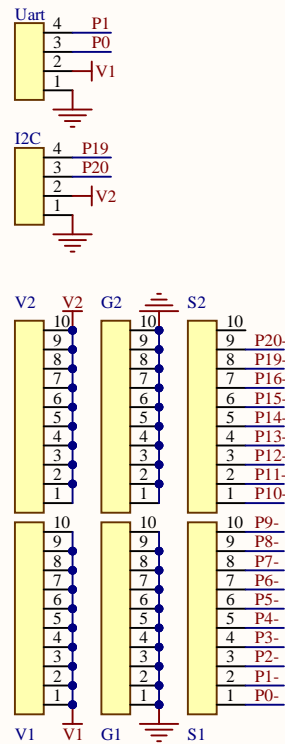 Uart
4 P1
3 P0
2 V1
1
I2C
4 P19
3 P20
2 V2
1
V2 V2 G2 S2
10 10 10
9 9 9 P20-
8 8 8 P19-
7 7 7 P16-
6 6 6 P15-
5 5 5 P14-
4 4 4 P13-
3 3 3 P12-
2 2 2 P11-
1 1 1 P10-
10 10 10 P9-
9 9 9 P8-
8 8 8 P7-
7 7 7 P6-
6 6 6 P5-
5 5 5 P4-
4 4 4 P3-
3 3 3 P2-
2 2 2 P1-
1 1 1 P0-
V1 V1 G1 S1